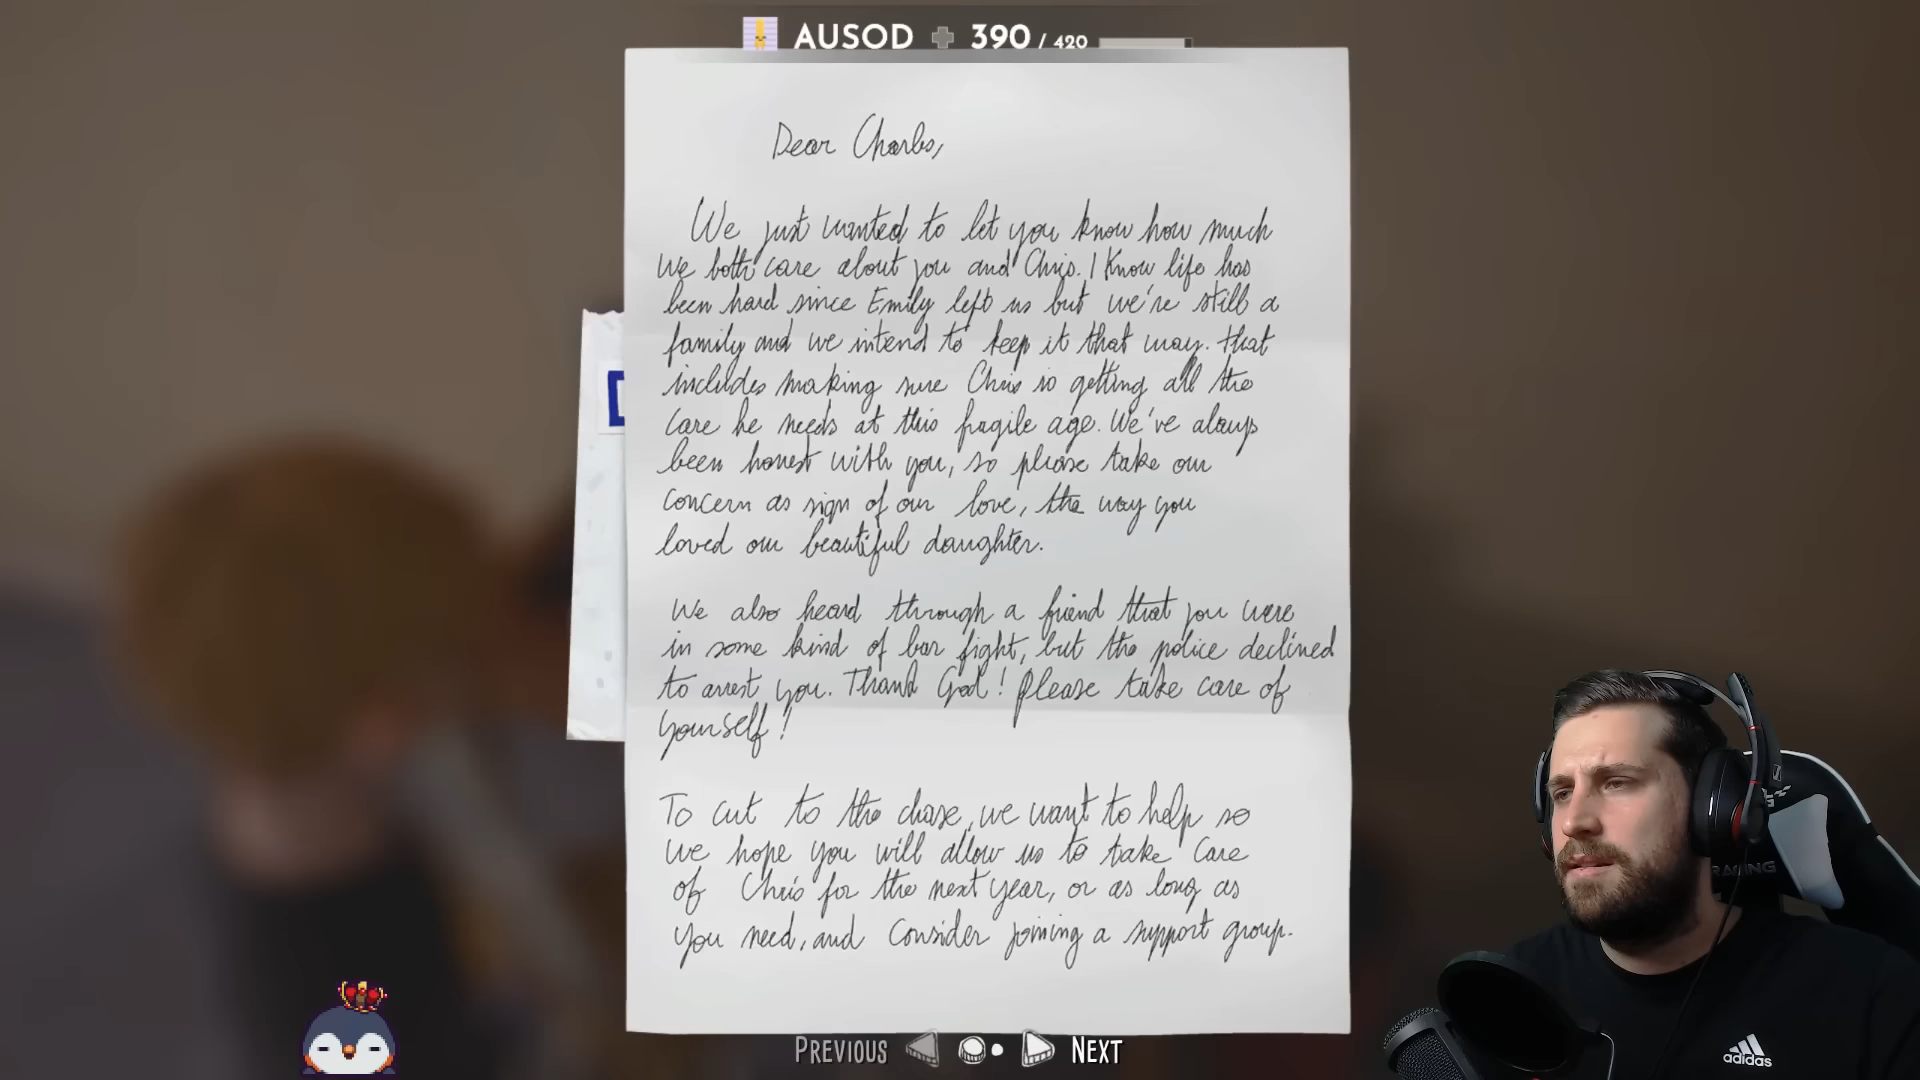 AUSOD 390 / 420
Dear Charles,
We just wanted to let you know how much
we both care about you and Chris. I know life has
been hard since Emily left us but we're still a
family and we intend to keep it that way. that
includes making sure Chris is getting all the
care he needs at this fragile age. We've always
been honest with you, so please take our
concern as sign of our love, the way you
loved our beautiful daughter.
We also heard through a friend that you were
in some kind of bar fight, but the police declined
to arrest you. Thank God! please take care of
yourself!
To cut to the chase, we want to help so
we hope you will allow us to take care
of Chris for the next year, or as long as
you need, and consider joining a support group.
PREVIOUS NEXT
RACING
adidas